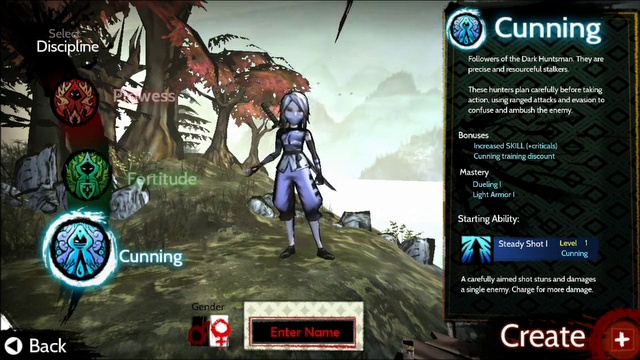 Select
Discipline
Prowess
Fortitude
Cunning
Gender
Enter Name
Back
Cunning
Followers of the Dark Huntsman. They are
precise and resourceful stalkers.
These hunters plan carefully before taking
action, using ranged attacks and evasion to
confuse and ambush the enemy.
Bonuses
Increased SKILL (+criticals)
Cunning training discount
Mastery
Dueling I
Light Armor I
Starting Ability:
Steady Shot I Level 1
Cunning
A carefully aimed shot stuns and damages
a single enemy. Charge for more damage.
Create